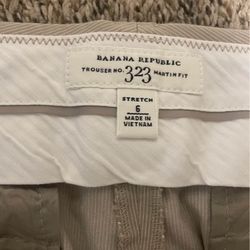 BANANA REPUBLIC
TROUSER NO. 323 MARTIN FIT
STRETCH
6
MADE IN
VIETNAM